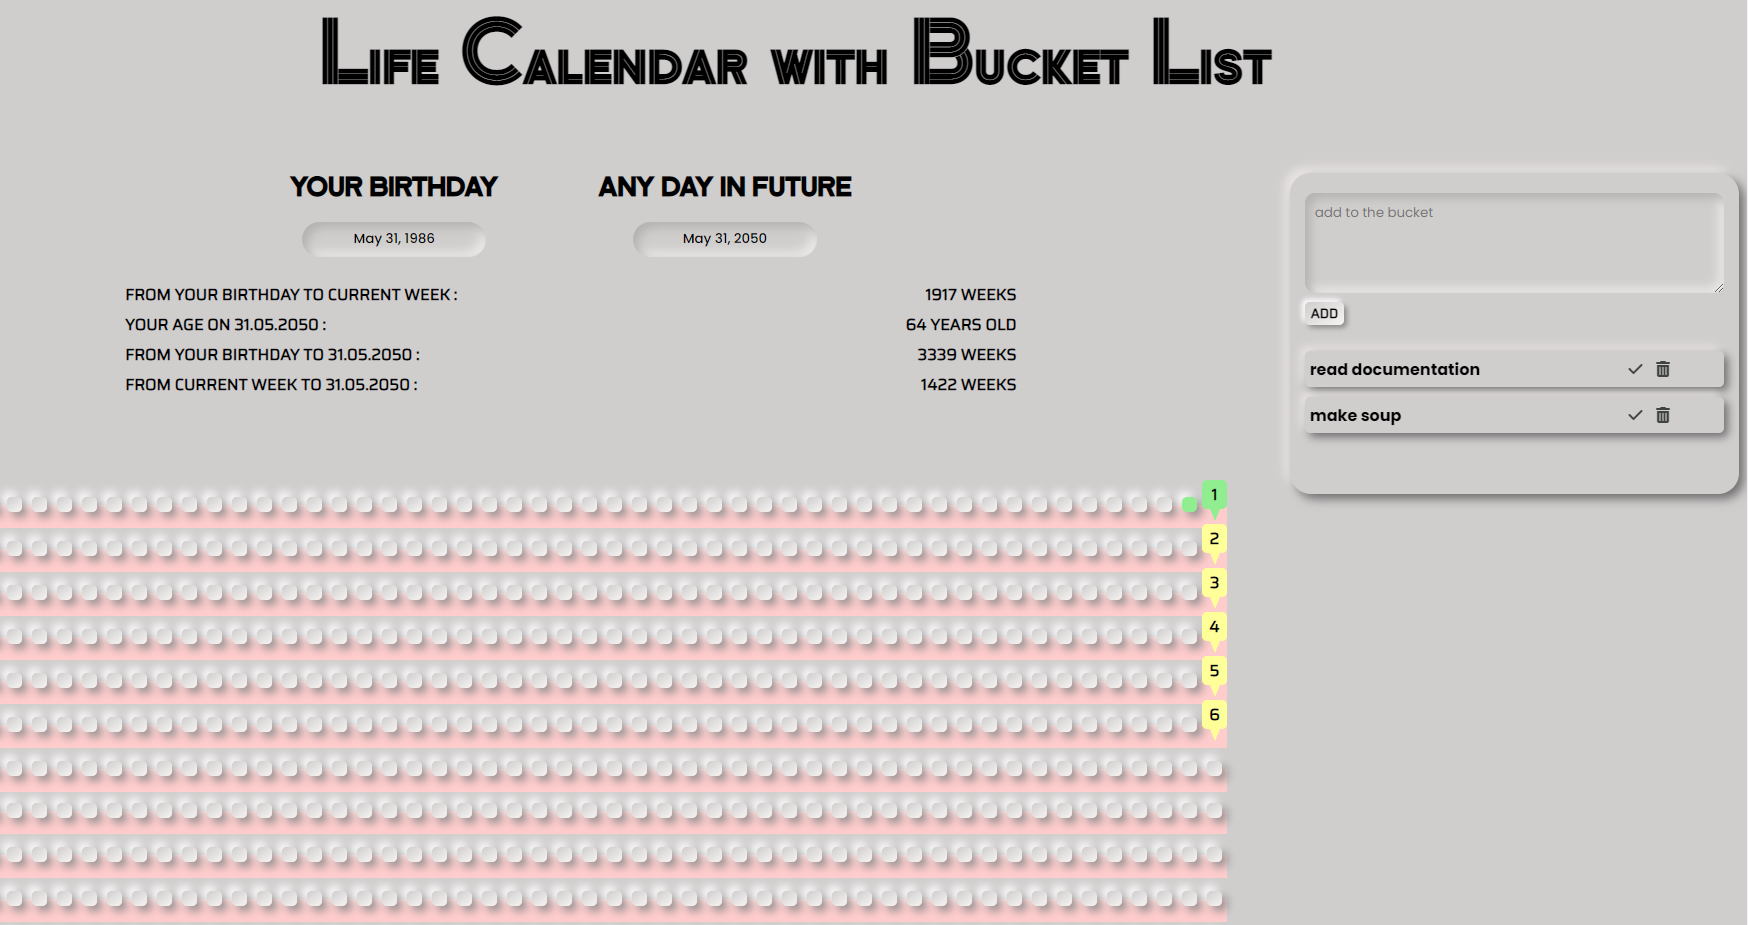 Life Calendar with Bucket List
YOUR BIRTHDAY
ANY DAY IN FUTURE
May 31, 1986
May 31, 2050
FROM YOUR BIRTHDAY TO CURRENT WEEK : 1917 WEEKS
YOUR AGE ON 31.05.2050 : 64 YEARS OLD
FROM YOUR BIRTHDAY TO 31.05.2050 : 3339 WEEKS
FROM CURRENT WEEK TO 31.05.2050 : 1422 WEEKS
add to the bucket
ADD
read documentation
make soup
1
2
3
4
5
6